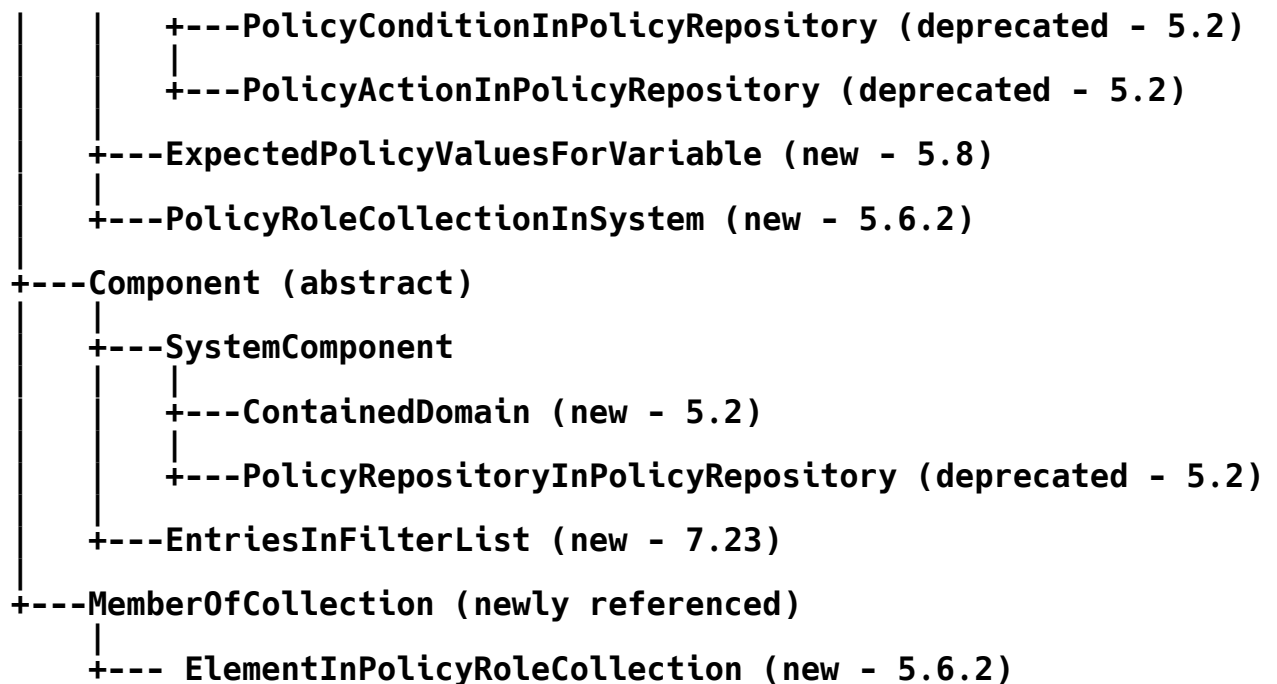 |   |   +---PolicyConditionInPolicyRepository (deprecated - 5.2)
|   |   |
|   |   +---PolicyActionInPolicyRepository (deprecated - 5.2)
|   |
|   +---ExpectedPolicyValuesForVariable (new - 5.8)
|   |
|   +---PolicyRoleCollectionInSystem (new - 5.6.2)
|
+---Component (abstract)
|   |
|   +---SystemComponent
|   |   |
|   |   +---ContainedDomain (new - 5.2)
|   |   |
|   |   +---PolicyRepositoryInPolicyRepository (deprecated - 5.2)
|   |
|   +---EntriesInFilterList (new - 7.23)
|
+---MemberOfCollection (newly referenced)
    |
    +--- ElementInPolicyRoleCollection (new - 5.6.2)